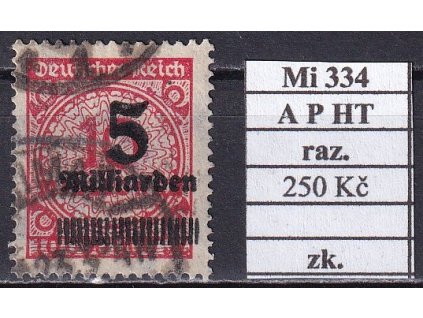 Deutsches Reich
5
Milliarden
Mi 334
A P HT
raz.
250 Kč
zk.